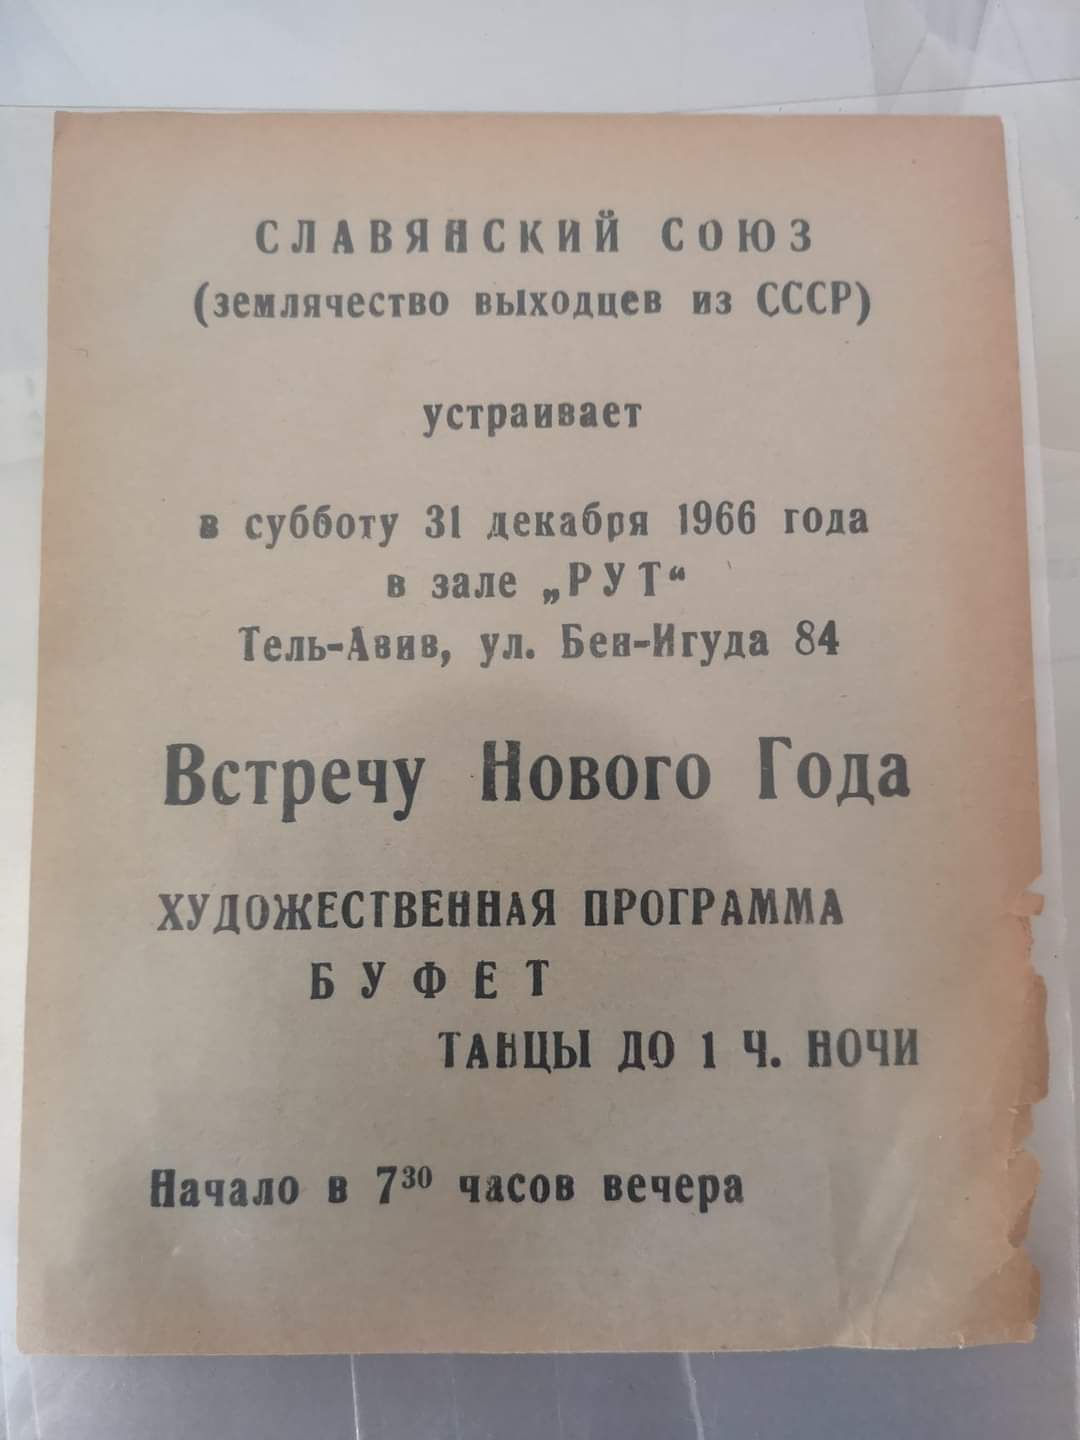 СЛАВЯНСКИЙ СОЮЗ
(землячество выходцев из СССР)
устраивает
в субботу 31 декабря 1966 года
в зале „РУТ“
Тель-Авив, ул. Бен-Игуда 84
Встречу Нового Года
ХУДОЖЕСТВЕННАЯ ПРОГРАММА
БУФЕТ
ТАНЦЫ ДО 1 Ч. НОЧИ
Начало в 7³⁰ часов вечера